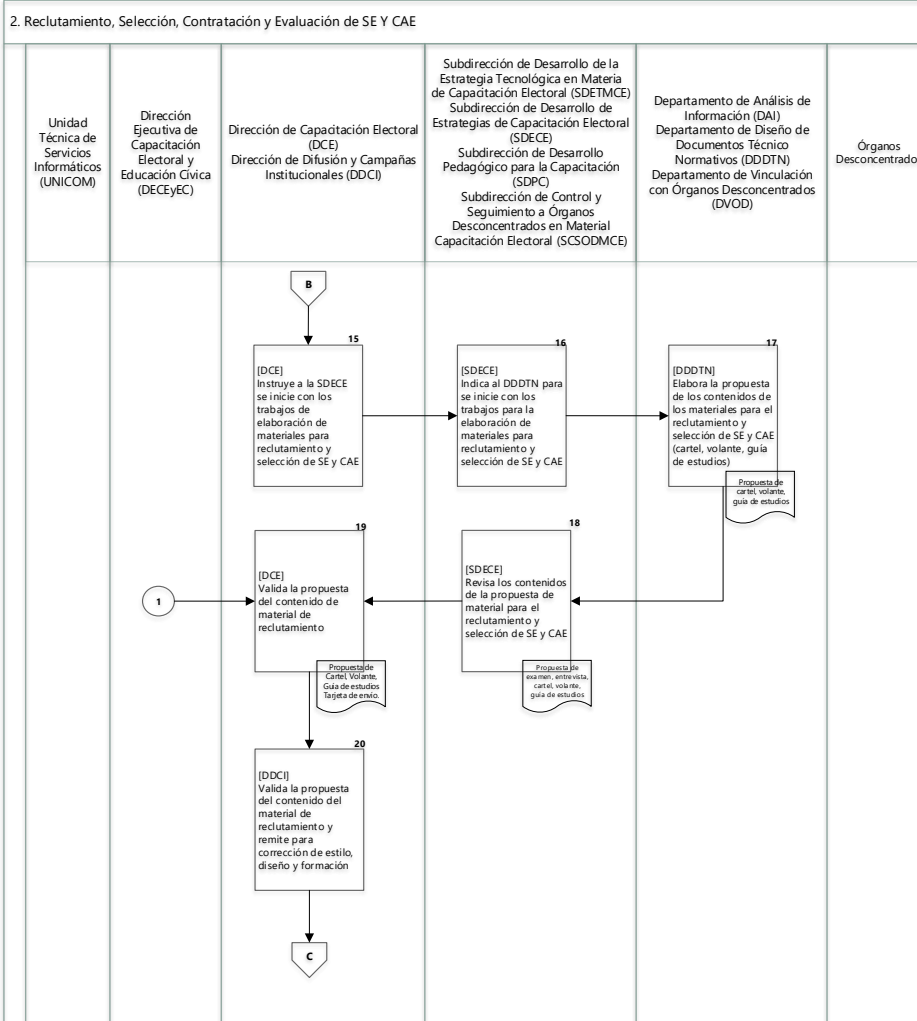 2. Reclutamiento, Selección, Contratación y Evaluación de SE Y CAE
Unidad
Técnica de
Servicios
Informáticos
(UNICOM)
Dirección
Ejecutiva de
Capacitación
Electoral y
Educación Cívica
(DECEyEC)
Dirección de Capacitación Electoral
(DCE)
Dirección de Difusión y Campañas
Institucionales (DDCI)
Subdirección de Desarrollo de la
Estrategia Tecnológica en Materia
de Capacitación Electoral (SDETMCE)
Subdirección de Desarrollo de
Estrategias de Capacitación Electoral
(SDECE)
Subdirección de Desarrollo
Pedagógico para la Capacitación
(SDPC)
Subdirección de Control y
Seguimiento a Órganos
Desconcentrados en Material
Capacitación Electoral (SCSODMCE)
Departamento de Análisis de
Información (DAI)
Departamento de Diseño de
Documentos Técnico
Normativos (DDDTN)
Departamento de Vinculación
con Órganos Desconcentrados
(DVOD)
Órganos
Desconcentrado
B
15
[DCE]
Instruye a la SDECE
se inicie con los
trabajos de
elaboración de
materiales para
reclutamiento y
selección de SE y CAE
16
[SDECE]
Indica al DDDTN para
se inicie con los
trabajos para la
elaboración de
materiales para
reclutamiento y
selección de SE y CAE
17
[DDDTN]
Elabora la propuesta
de los contenidos de
los materiales para el
reclutamiento y
selección de SE y CAE
(cartel, volante, guía
de estudios)
Propuesta de
cartel, volante,
guía de estudios
18
[SDECE]
Revisa los contenidos
de la propuesta de
material para el
reclutamiento y
selección de SE y CAE
Propuesta de
examen, entrevista,
cartel, volante,
guía de estudios
19
[DCE]
Valida la propuesta
del contenido de
material de
reclutamiento
1
Propuesta de
Cartel, Volante,
Guía de estudios
Tarjeta de envío.
20
[DDCI]
Valida la propuesta
del contenido del
material de
reclutamiento y
remite para
corrección de estilo,
diseño y formación
C